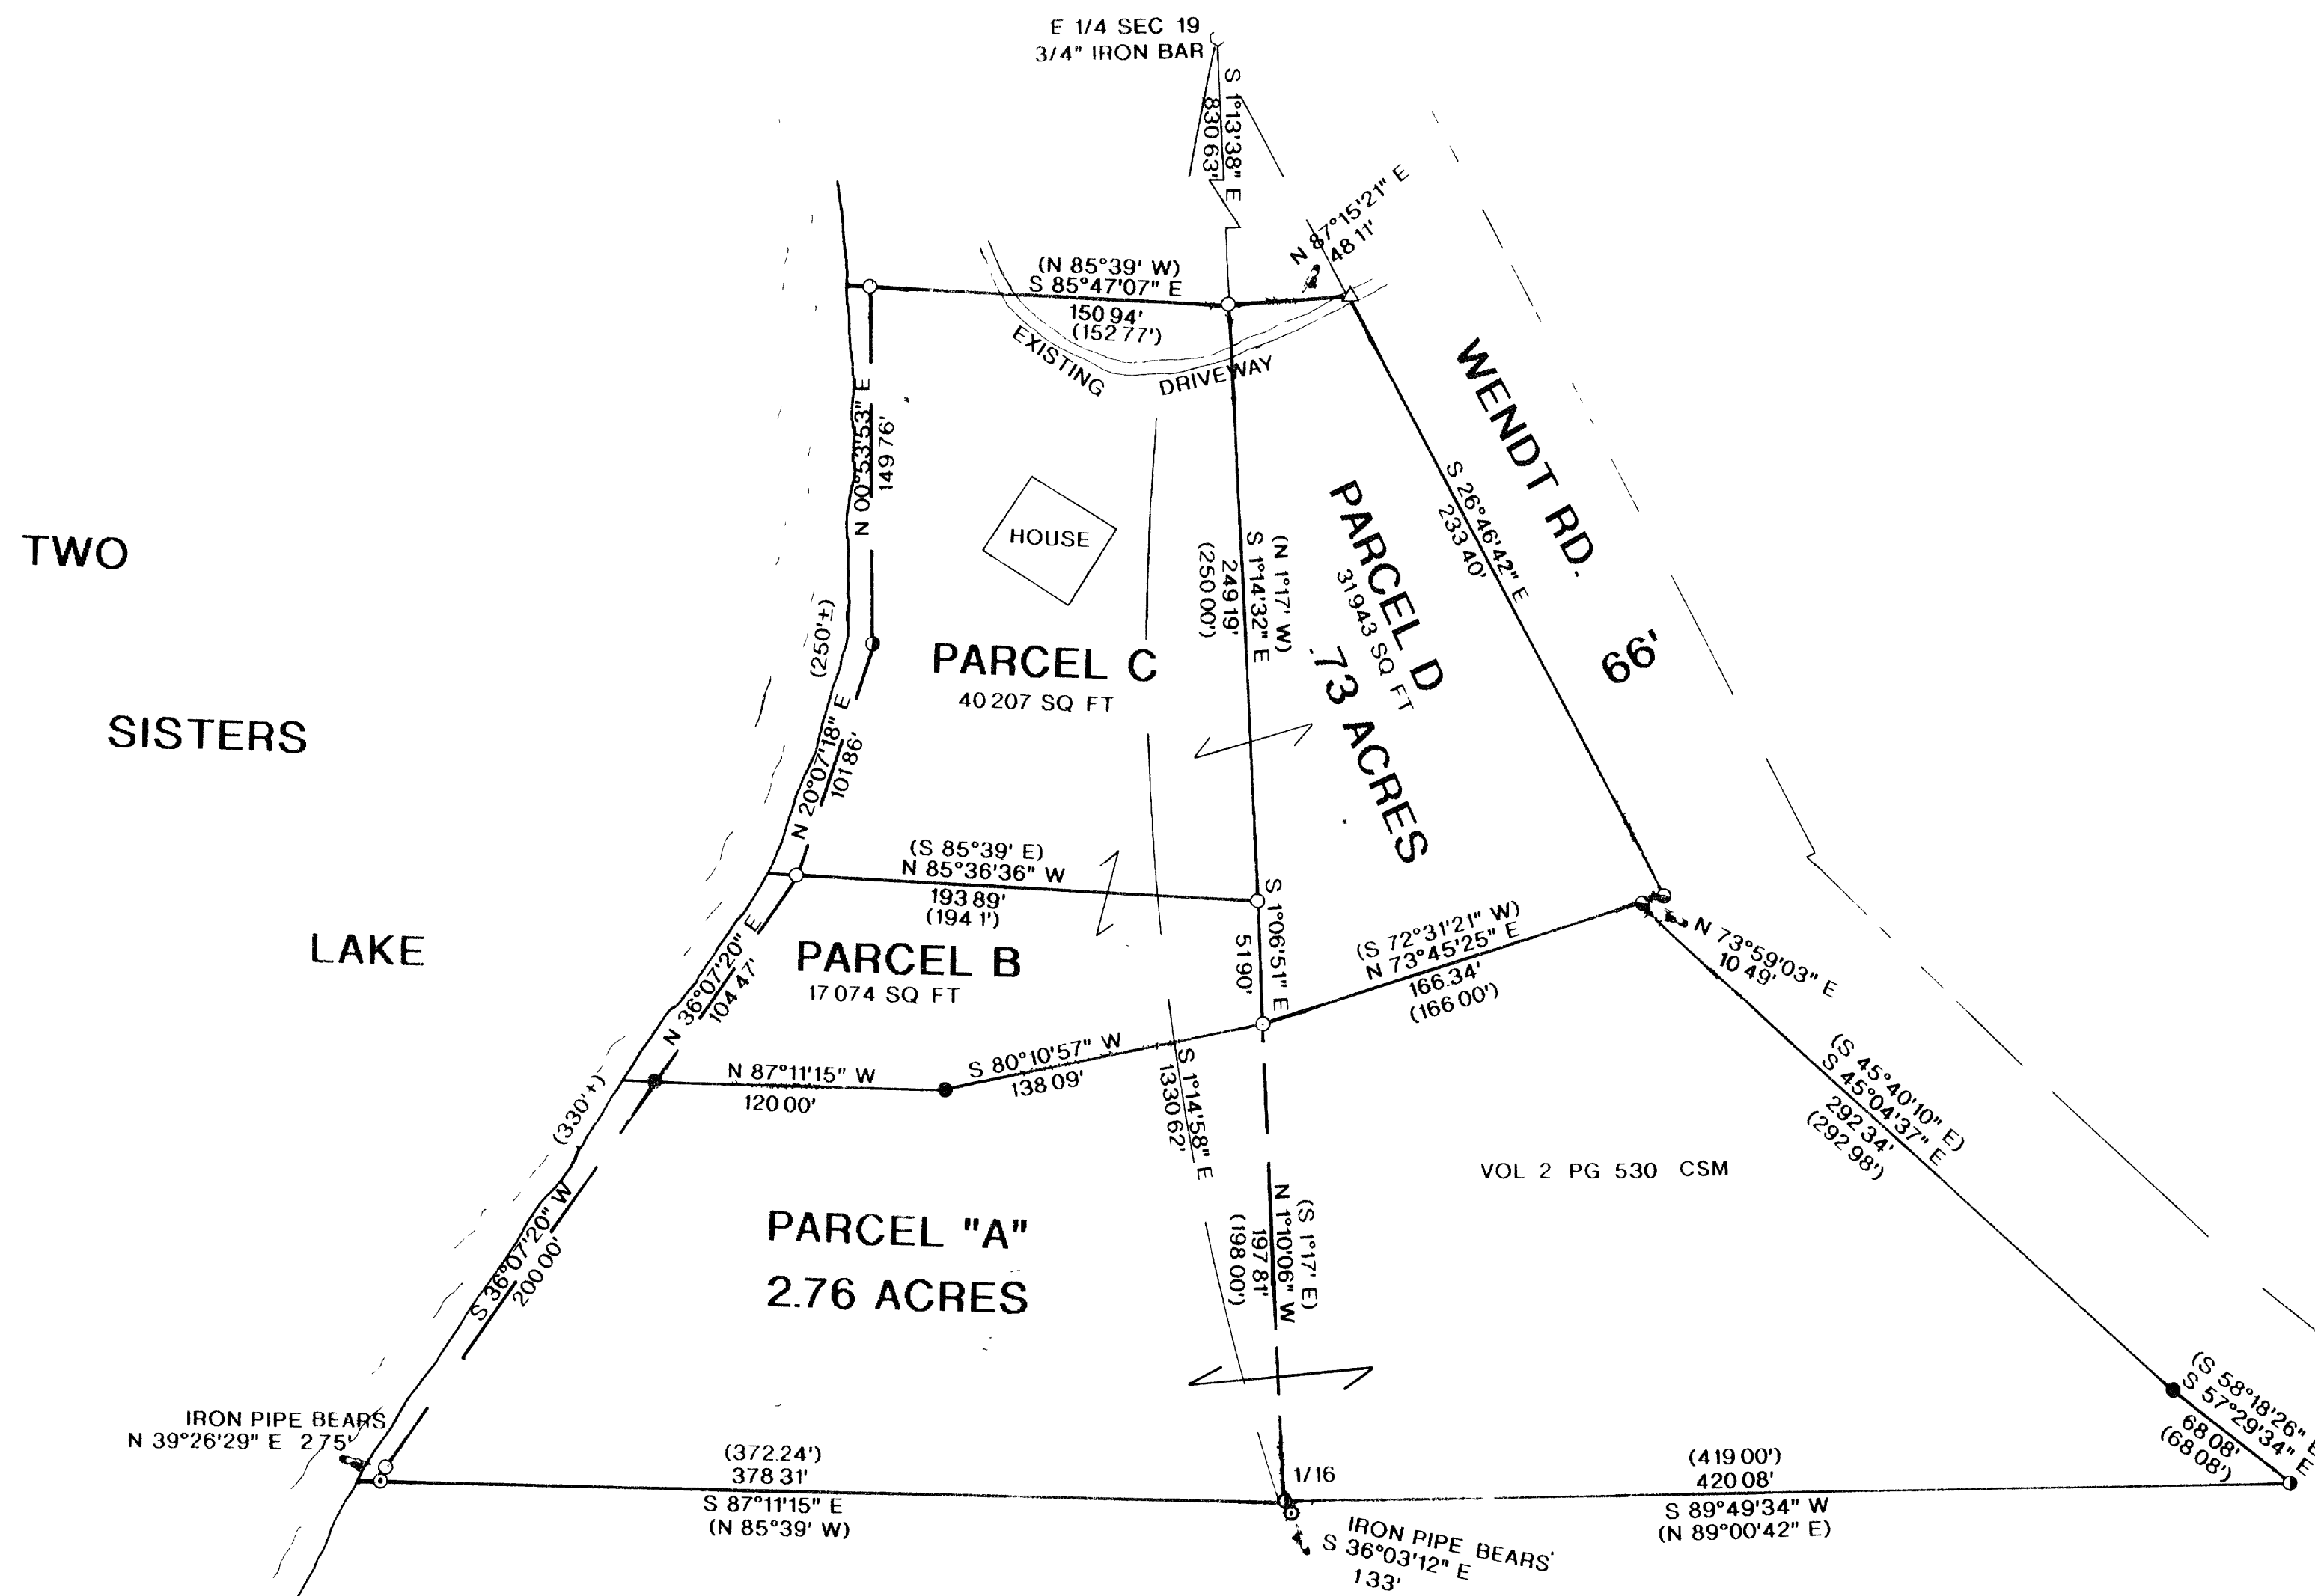 E 1/4 SEC 19
3/4" IRON BAR
S 1°13'38" E
830 63'
N 87°15'21" E
48 11'
(N 85°39' W)
S 85°47'07" E
150 94'
(152 77')
EXISTING DRIVEWAY
WENDT RD.
66'
N 00°53'53" E
149 76'
HOUSE
(N 1°17' W)
S 1°14'32" E
249 19'
(250 00')
PARCEL D
31943 SQ FT
.73 ACRES
S 26°46'42" E
233 40'
TWO
SISTERS
LAKE
(250'±)
PARCEL C
40 207 SQ FT
N 20°07'18" E
101 86'
(S 85°39' E)
N 85°36'36" W
193 89'
(194 1')
S 1°06'51" E
51 90'
(S 72°31'21" W)
N 73°45'25" E
166.34'
(166 00')
N 73°59'03" E
10 49'
N 36°07'20" E
104 47'
PARCEL B
17 074 SQ FT
N 87°11'15" W
120 00'
S 80°10'57" W
138 09'
S 1°14'58" E
1330 62'
(S 45°40'10" E)
S 45°04'37" E
292 34'
(292 98')
(330'±)
VOL 2 PG 530 CSM
S 36°07'20" W
200 00'
PARCEL "A"
2.76 ACRES
(S 1°17' E)
N 1°10'06" W
197 81'
(198 00')
IRON PIPE BEARS
N 39°26'29" E 2 75'
(372.24')
378 31'
S 87°11'15" E
(N 85°39' W)
1/16
(419 00')
420 08'
S 89°49'34" W
(N 89°00'42" E)
(S 58°18'26" E
S 57°29'34" E
68 08'
(68 08')
IRON PIPE BEARS'
S 36°03'12" E
1 33'